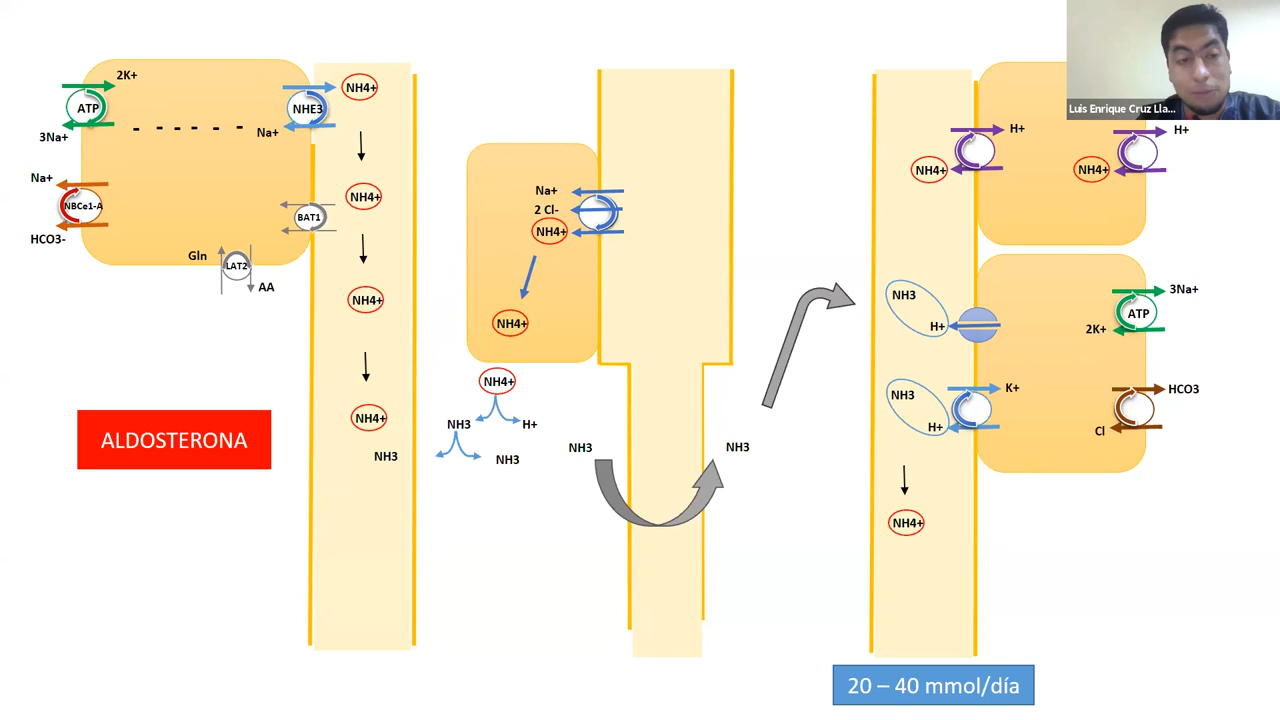 2K+
ATP
3Na+
Na+
NBCe1-A
HCO3-
NHE3
Na+
BAT1
Gln
LAT2
AA
ALDOSTERONA
NH4+
NH4+
NH4+
NH4+
NH3
Na+
2 Cl-
NH4+
NH4+
NH4+
NH3
H+
NH3
NH3
NH3
Luis Enrique Cruz Lla...
H+
NH4+
H+
NH4+
NH3
H+
3Na+
ATP
2K+
NH3
H+
K+
HCO3
Cl
NH4+
20 – 40 mmol/día